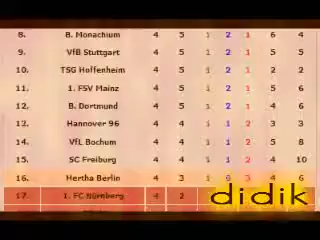 8. B. Monachium 4 5 1 2 1 6 4
9. VfB Stuttgart 4 5 1 2 1 5 5
10. TSG Hoffenheim 4 5 1 2 1 2 2
11. 1. FSV Mainz 4 5 1 2 1 5 6
12. B. Dortmund 4 5 1 2 1 4 6
12. Hannover 96 4 4 1 1 2 3 3
14. VfL Bochum 4 4 1 1 2 5 8
15. SC Freiburg 4 4 1 1 2 4 10
16. Hertha Berlin 4 3 1 0 3 4 6
17. 1. FC Nürnberg 4 2
didik